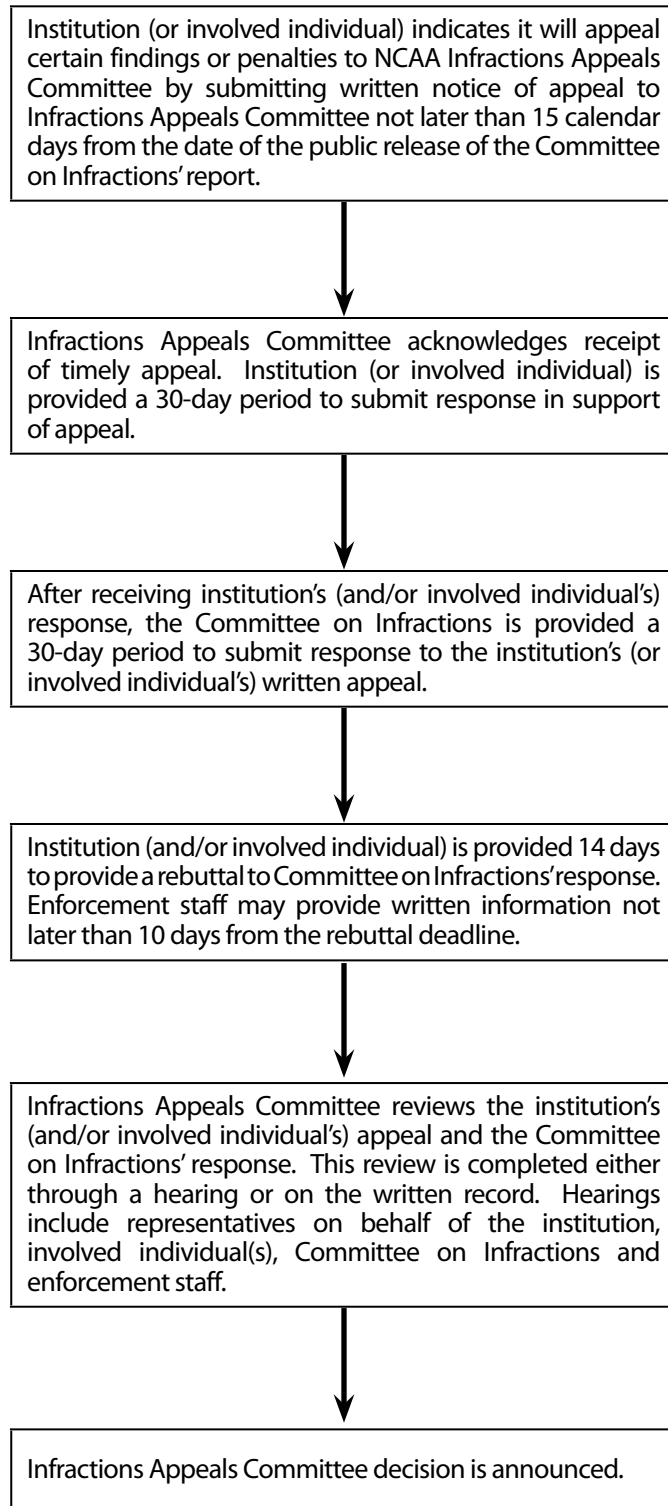 Institution (or involved individual) indicates it will appeal
certain findings or penalties to NCAA Infractions Appeals
Committee by submitting written notice of appeal to
Infractions Appeals Committee not later than 15 calendar
days from the date of the public release of the Committee
on Infractions' report.
Infractions Appeals Committee acknowledges receipt
of timely appeal. Institution (or involved individual) is
provided a 30-day period to submit response in support
of appeal.
After receiving institution's (and/or involved individual's)
response, the Committee on Infractions is provided a
30-day period to submit response to the institution's (or
involved individual's) written appeal.
Institution (and/or involved individual) is provided 14 days
to provide a rebuttal to Committee on Infractions' response.
Enforcement staff may provide written information not
later than 10 days from the rebuttal deadline.
Infractions Appeals Committee reviews the institution's
(and/or involved individual's) appeal and the Committee
on Infractions' response. This review is completed either
through a hearing or on the written record. Hearings
include representatives on behalf of the institution,
involved individual(s), Committee on Infractions and
enforcement staff.
Infractions Appeals Committee decision is announced.